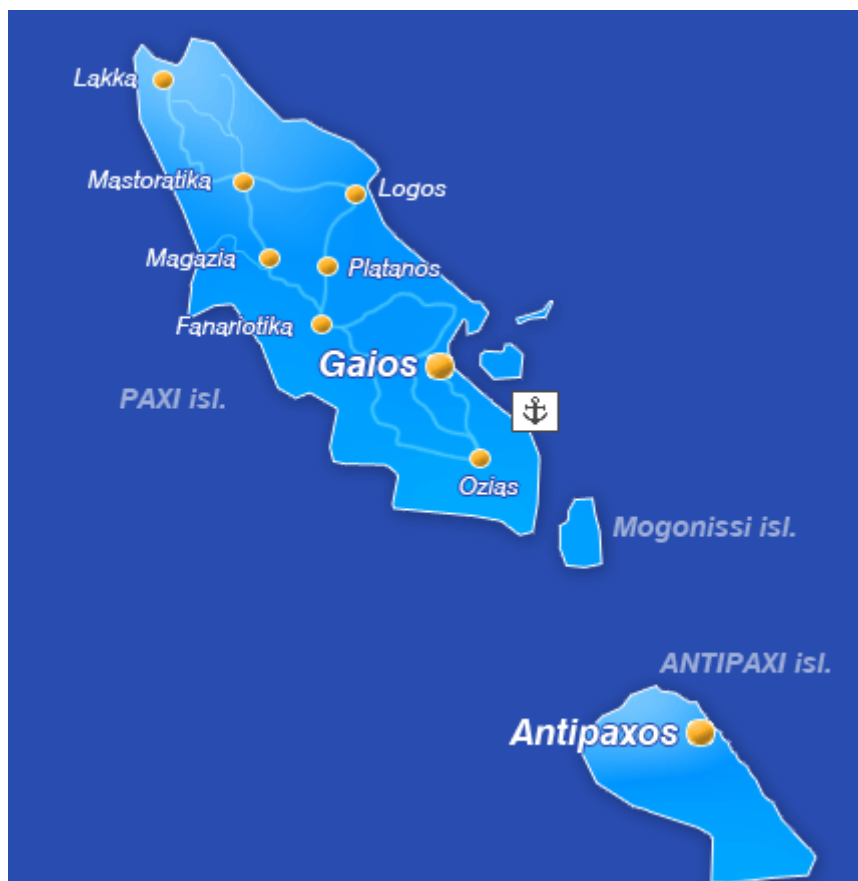 Lakka
Mastoratika
Logos
Magazia
Platanos
Fanariotika
Gaios
PAXI isl.
Ozias
Mogonissi isl.
ANTIPAXI isl.
Antipaxos